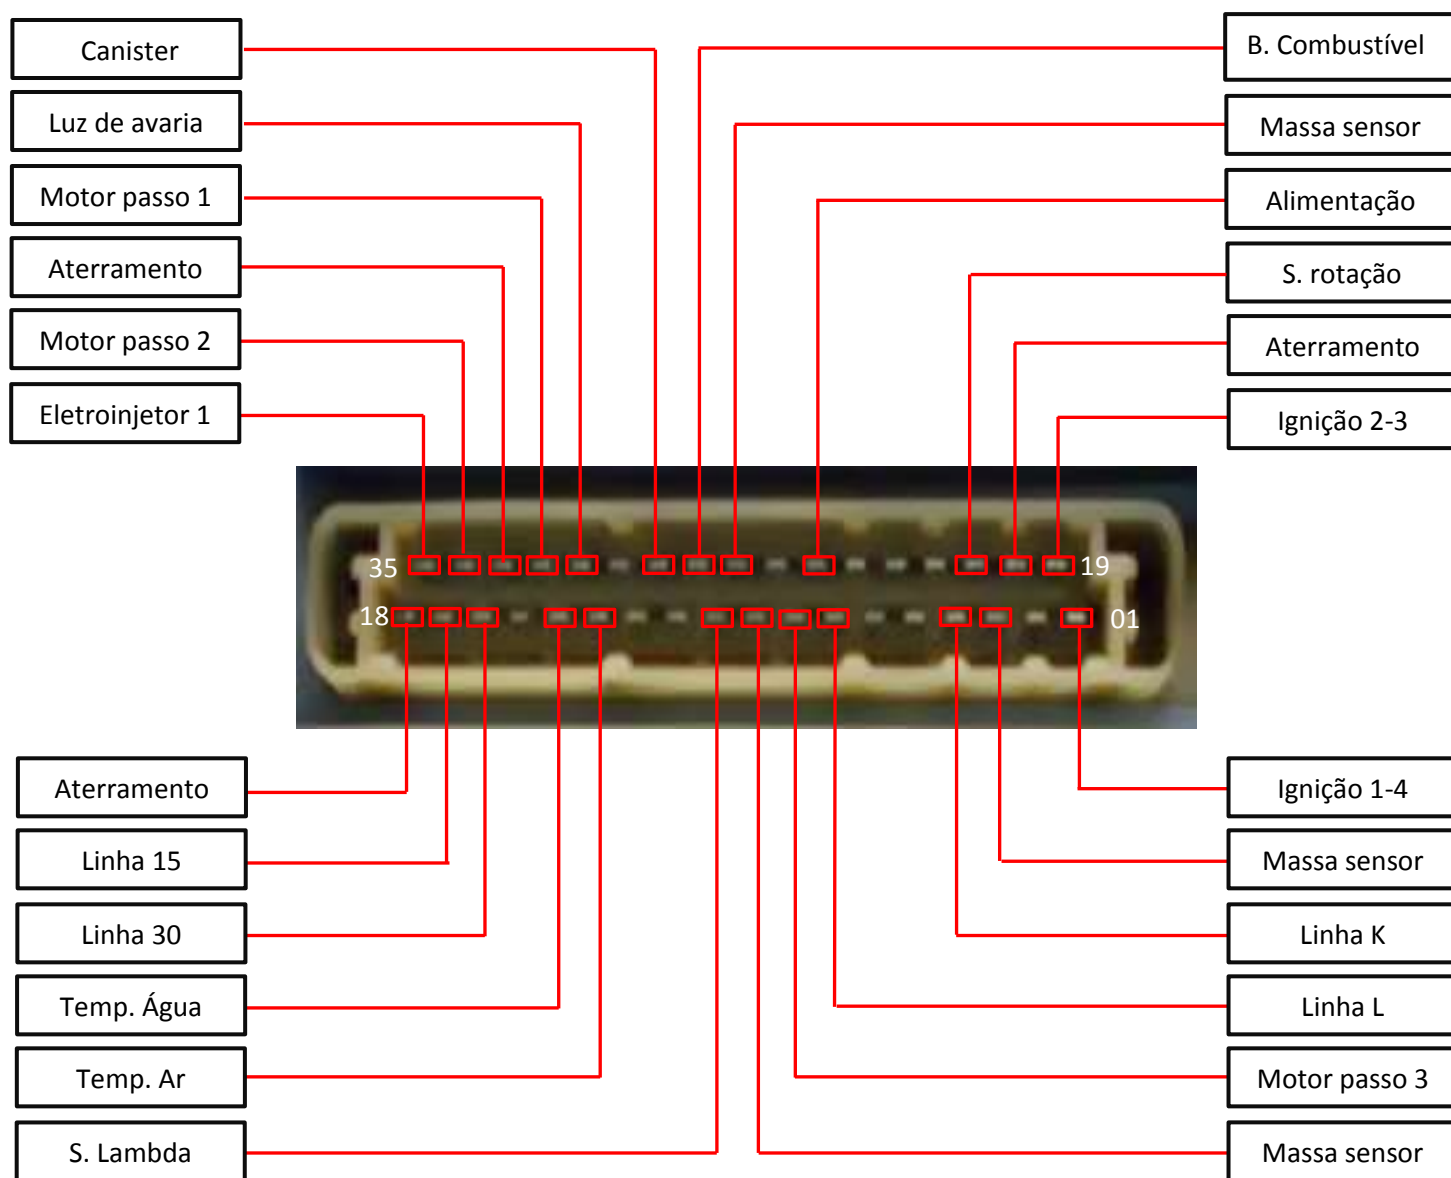 Canister
Luz de avaria
Motor passo 1
Aterramento
Motor passo 2
Eletroinjetor 1
B. Combustível
Massa sensor
Alimentação
S. rotação
Aterramento
Ignição 2-3
35
19
18
01
Aterramento
Linha 15
Linha 30
Temp. Água
Temp. Ar
S. Lambda
Ignição 1-4
Massa sensor
Linha K
Linha L
Motor passo 3
Massa sensor